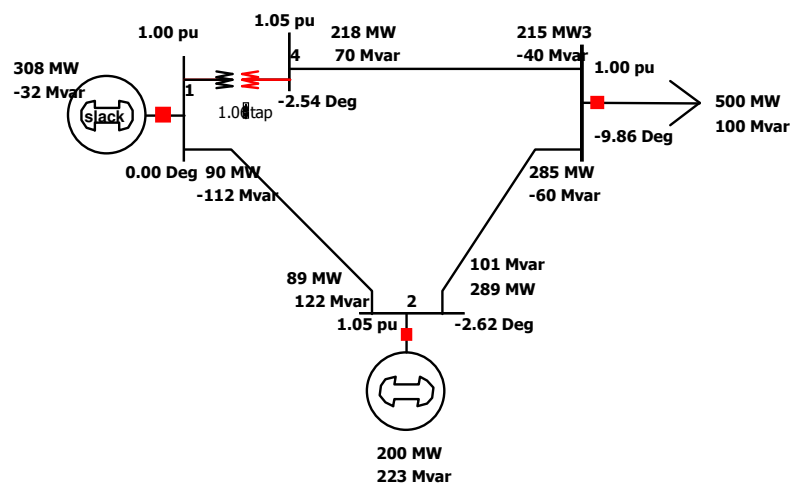 1.00 pu
308 MW
-32 Mvar
slack
1
0.00 Deg
1.05 pu
4
-2.54 Deg
218 MW
70 Mvar
215 MW3
-40 Mvar
1.00 pu
500 MW
100 Mvar
-9.86 Deg
90 MW
-112 Mvar
285 MW
-60 Mvar
89 MW
122 Mvar
2
1.05 pu
-2.62 Deg
101 Mvar
289 MW
200 MW
223 Mvar